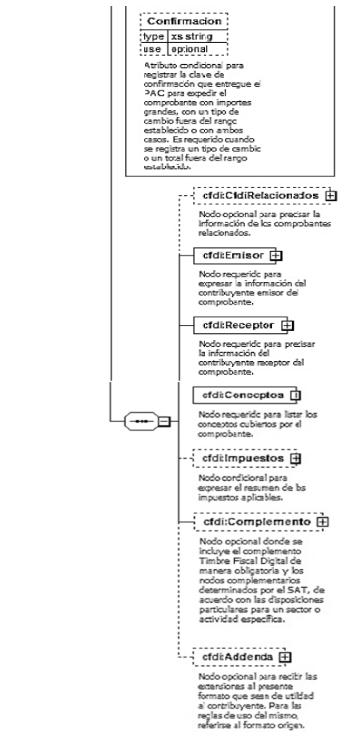 Confirmacion
type xs:string
use optional
Atributo condicional para
registrar la clave de
confirmación que entregue el
PAC para expedir el
comprobante con importes
grandes, con un tipo de
cambio fuera del rango
establecido o con ambos
casos. Es requerido cuando
se registra un tipo de cambio
o un total fuera del rango
establecido.
cfdi:CfdiRelacionados
Nodo opcional para precisar la
información de los comprobantes
relacionados.
cfdi:Emisor
Nodo requerido para
expresar la información del
contribuyente emisor del
comprobante.
cfdi:Receptor
Nodo requerido para precisar
la información del
contribuyente receptor del
comprobante.
cfdi:Conceptos
Nodo requerido para listar los
conceptos cubiertos por el
comprobante.
cfdi:Impuestos
Nodo condicional para
expresar el resumen de los
impuestos aplicables.
cfdi:Complemento
Nodo opcional donde se
incluye el complemento
Timbre Fiscal Digital de
manera obligatoria y los
nodos complementarios
determinados por el SAT, de
acuerdo con las disposiciones
particulares para un sector o
actividad específica.
cfdi:Addenda
Nodo opcional para recibir las
extensiones al presente
formato que sean de utilidad
al contribuyente. Para las
reglas de uso del mismo,
referirse al formato origen.